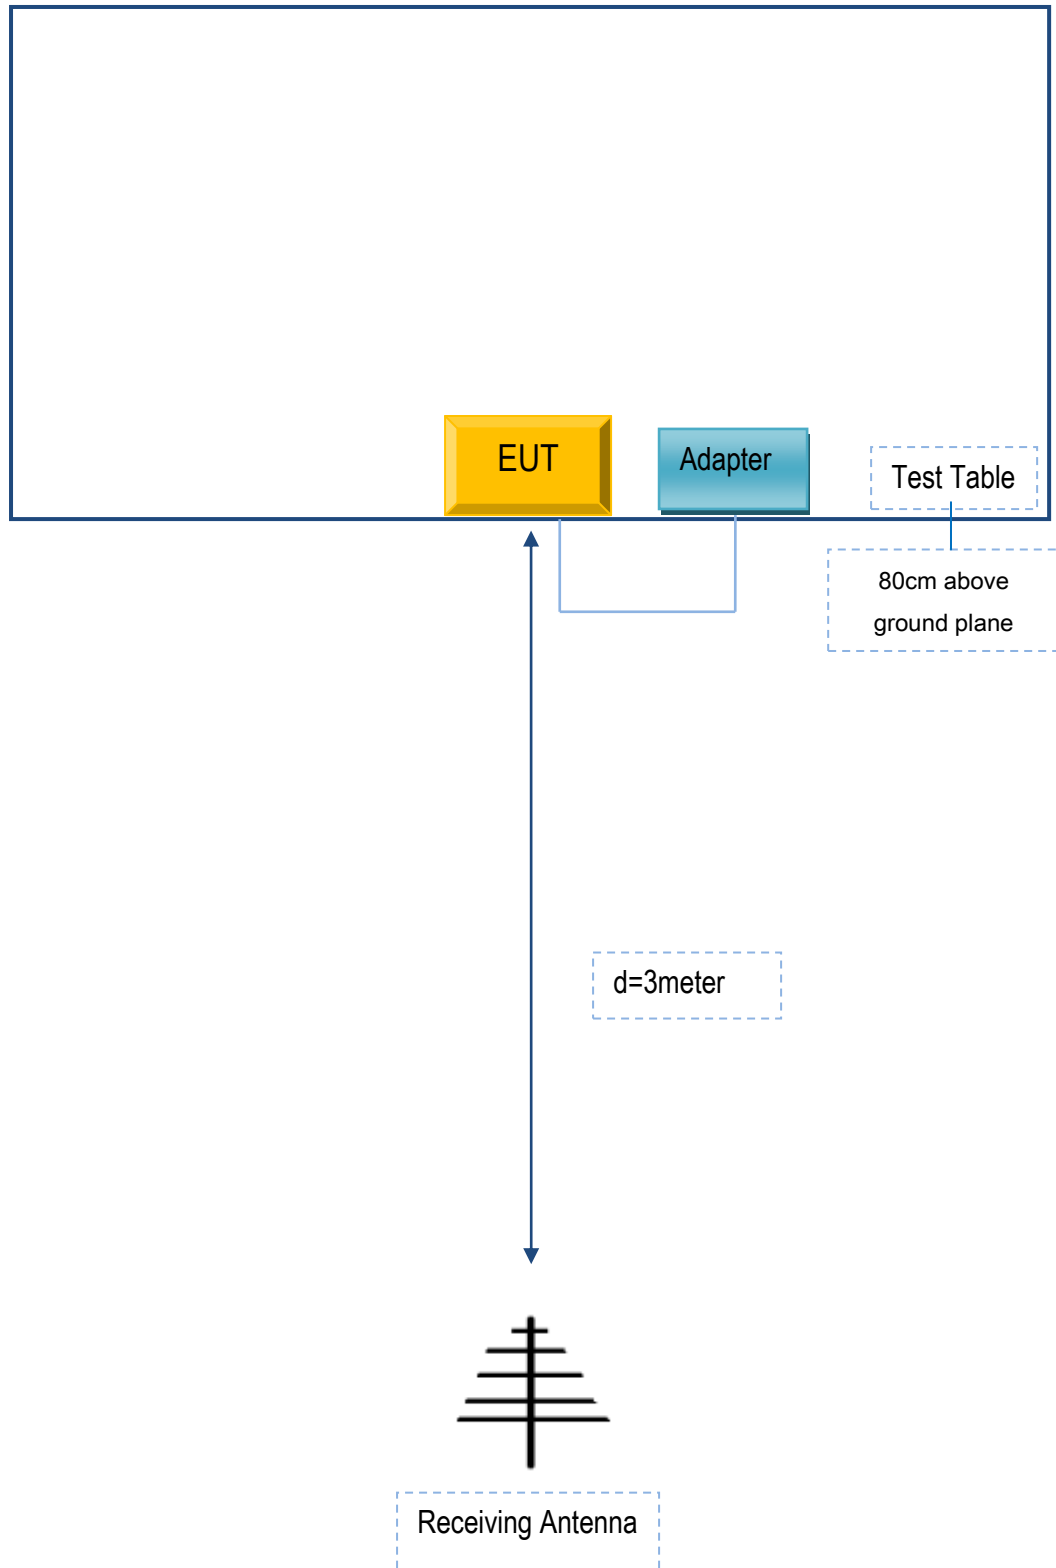 EUT
Adapter
Test Table
80cm above
ground plane
d=3meter
Receiving Antenna